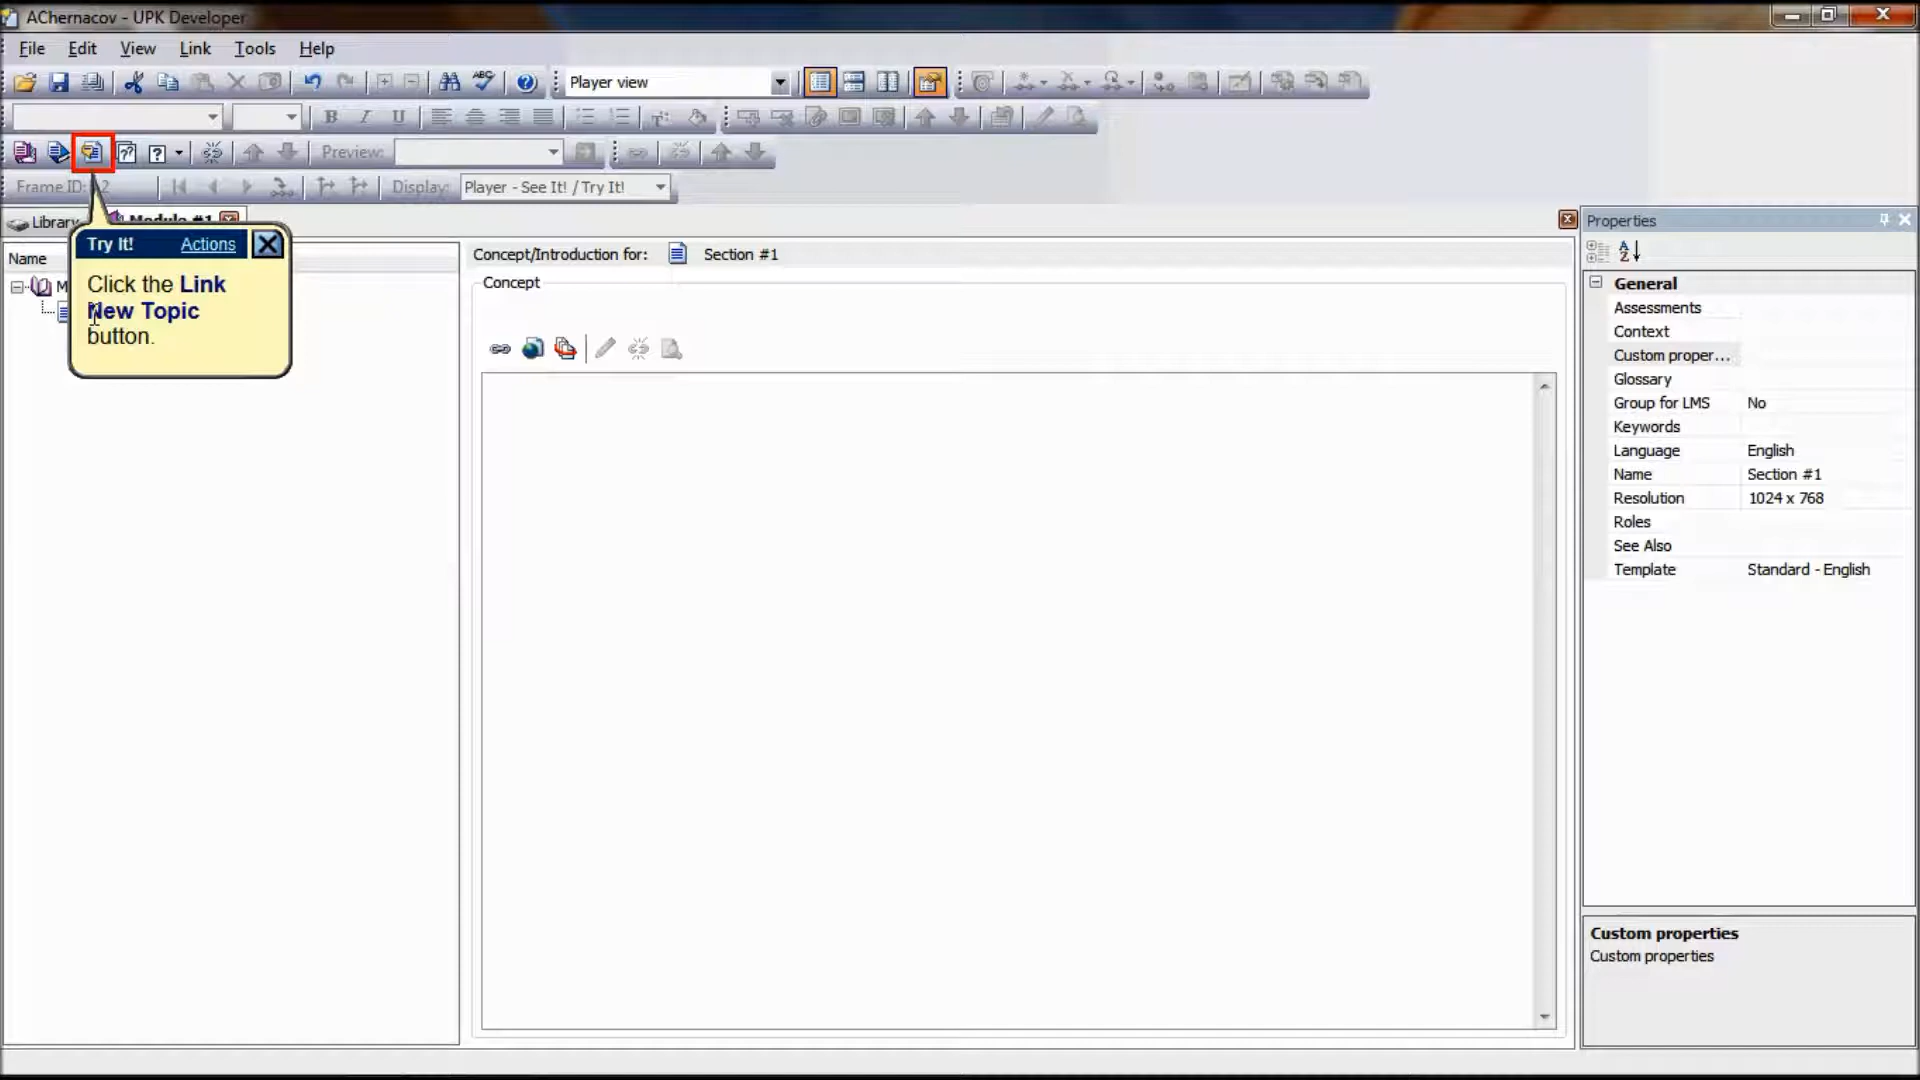 AChernacov - UPK Developer
File Edit View Link Tools Help
Player view
Preview:
Frame ID:
Display: Player - See It! / Try It!
Library
Module #1
Properties
Try It! Actions
Click the Link
New Topic
button.
Name
M
Concept/Introduction for: Section #1
Concept
General
Assessments
Context
Custom proper...
Glossary
Group for LMS No
Keywords
Language English
Name Section #1
Resolution 1024 x 768
Roles
See Also
Template Standard - English
Custom properties
Custom properties